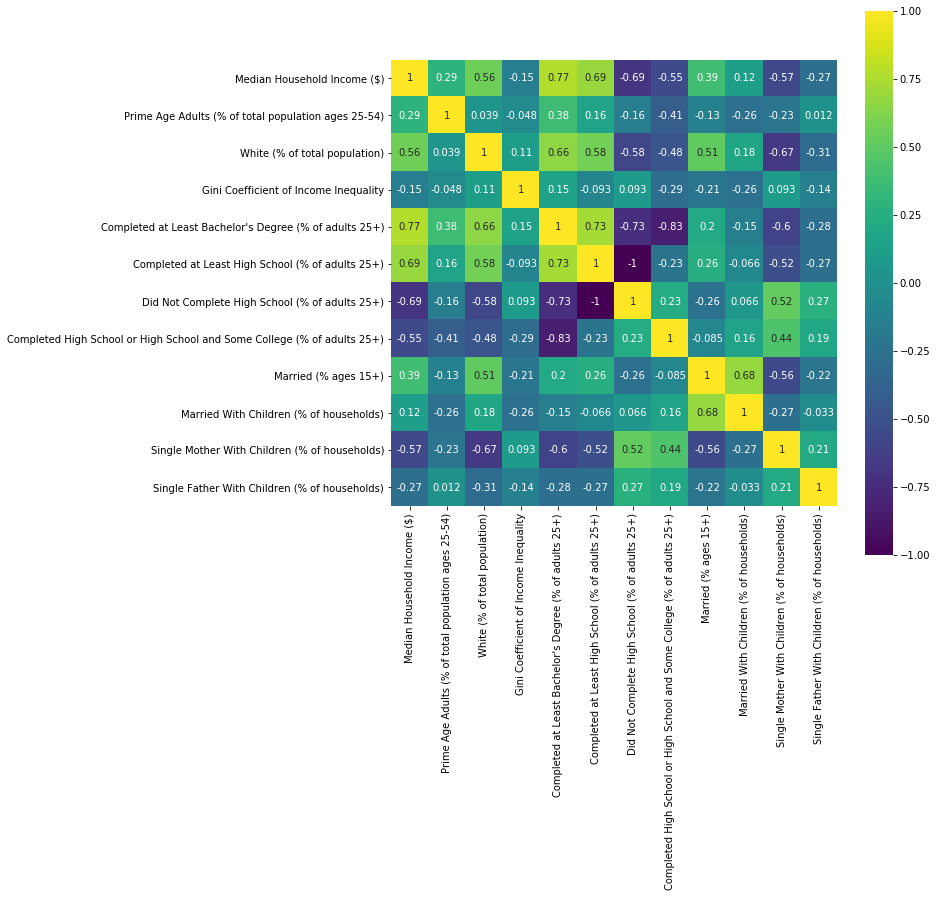 1.00
Median Household Income ($) 1 0.29 0.56 -0.15 0.77 0.69 -0.69 -0.55 0.39 0.12 -0.57 -0.27
0.75
Prime Age Adults (% of total population ages 25-54) 0.29 1 0.039 -0.048 0.38 0.16 -0.16 -0.41 -0.13 -0.26 -0.23 0.012
White (% of total population) 0.56 0.039 1 0.11 0.66 0.58 -0.58 -0.48 0.51 0.18 -0.67 -0.31
0.50
Gini Coefficient of Income Inequality -0.15 -0.048 0.11 1 0.15 -0.093 0.093 -0.29 -0.21 -0.26 0.093 -0.14
0.25
Completed at Least Bachelor's Degree (% of adults 25+) 0.77 0.38 0.66 0.15 1 0.73 -0.73 -0.83 0.2 -0.15 -0.6 -0.28
Completed at Least High School (% of adults 25+) 0.69 0.16 0.58 -0.093 0.73 1 -1 -0.23 0.26 -0.066 -0.52 -0.27
0.00
Did Not Complete High School (% of adults 25+) -0.69 -0.16 -0.58 0.093 -0.73 -1 1 0.23 -0.26 0.066 0.52 0.27
Completed High School or High School and Some College (% of adults 25+) -0.55 -0.41 -0.48 -0.29 -0.83 -0.23 0.23 1 -0.085 0.16 0.44 0.19
−0.25
Married (% ages 15+) 0.39 -0.13 0.51 -0.21 0.2 0.26 -0.26 -0.085 1 0.68 -0.56 -0.22
Married With Children (% of households) 0.12 -0.26 0.18 -0.26 -0.15 -0.066 0.066 0.16 0.68 1 -0.27 -0.033
−0.50
Single Mother With Children (% of households) -0.57 -0.23 -0.67 0.093 -0.6 -0.52 0.52 0.44 -0.56 -0.27 1 0.21
−0.75
Single Father With Children (% of households) -0.27 0.012 -0.31 -0.14 -0.28 -0.27 0.27 0.19 -0.22 -0.033 0.21 1
−1.00
Median Household Income ($)
Prime Age Adults (% of total population ages 25-54)
White (% of total population)
Gini Coefficient of Income Inequality
Completed at Least Bachelor's Degree (% of adults 25+)
Completed at Least High School (% of adults 25+)
Did Not Complete High School (% of adults 25+)
Completed High School or High School and Some College (% of adults 25+)
Married (% ages 15+)
Married With Children (% of households)
Single Mother With Children (% of households)
Single Father With Children (% of households)